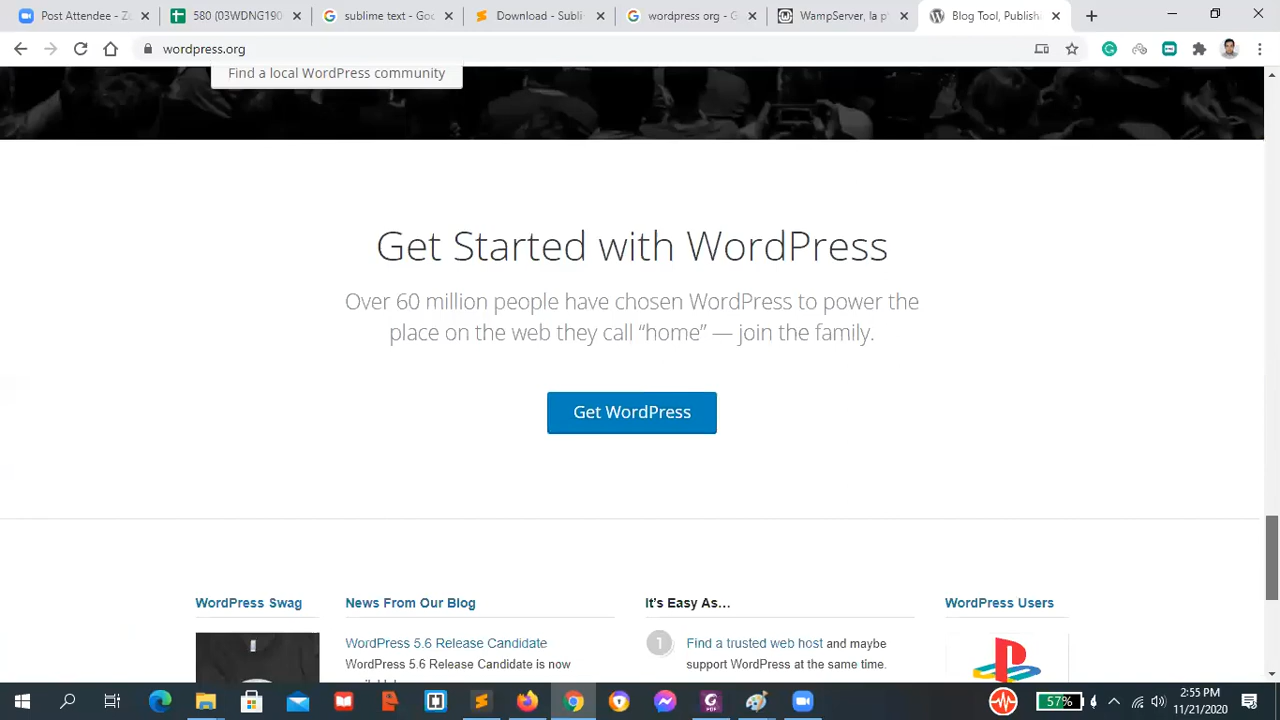 Post Attendee - Zo
580 (03WDNG190
sublime text - Goo
Download - Subli
wordpress org - G
WampServer, la p
Blog Tool, Publish
wordpress.org
Find a local WordPress community
Get Started with WordPress
Over 60 million people have chosen WordPress to power the
place on the web they call “home” — join the family.
Get WordPress
WordPress Swag
News From Our Blog
It’s Easy As…
WordPress Users
WordPress 5.6 Release Candidate
WordPress 5.6 Release Candidate is now
1
Find a trusted web host and maybe
support WordPress at the same time.
57%
2:55 PM
11/21/2020